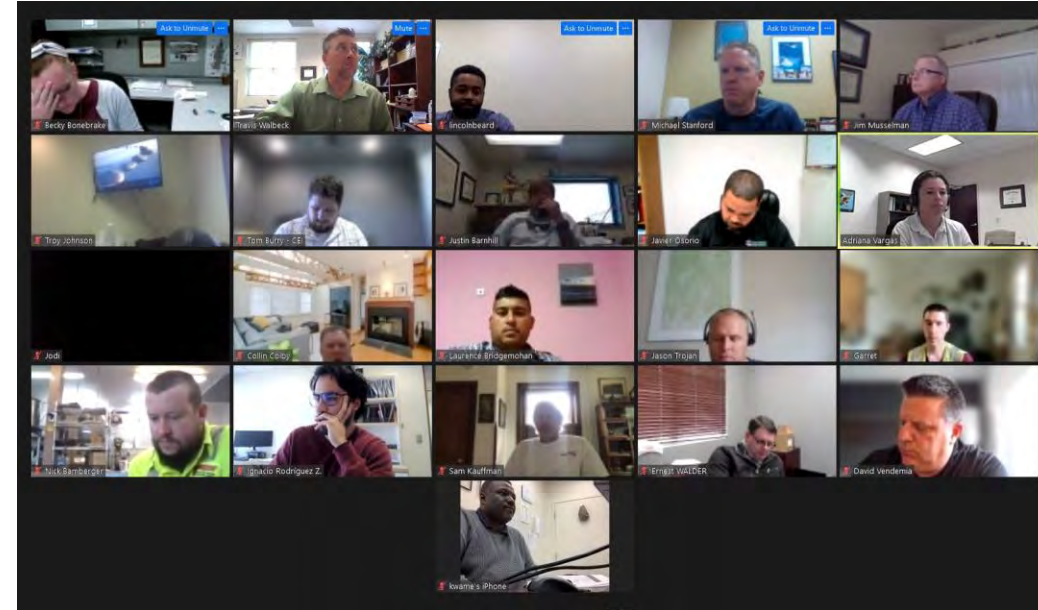 Ask to Unmute ...
Mute ...
Ask to Unmute ...
Ask to Unmute ...
Becky Bonebrake
Travis Walbeck
lincolnbeard
Michael Stanford
Jim Musselman
Troy Johnson
Tom Burry - CEI
Justin Barnhill
Javier Osorio
Adriana Vargas
Jodi
Collin Colby
Laurence Bridgemohan
Jason Trojan
Garret
Nick Bamberger
Ignacio Rodríguez Z.
Sam Kauffman
Ernest WALDER
David Vendemia
kwame's iPhone